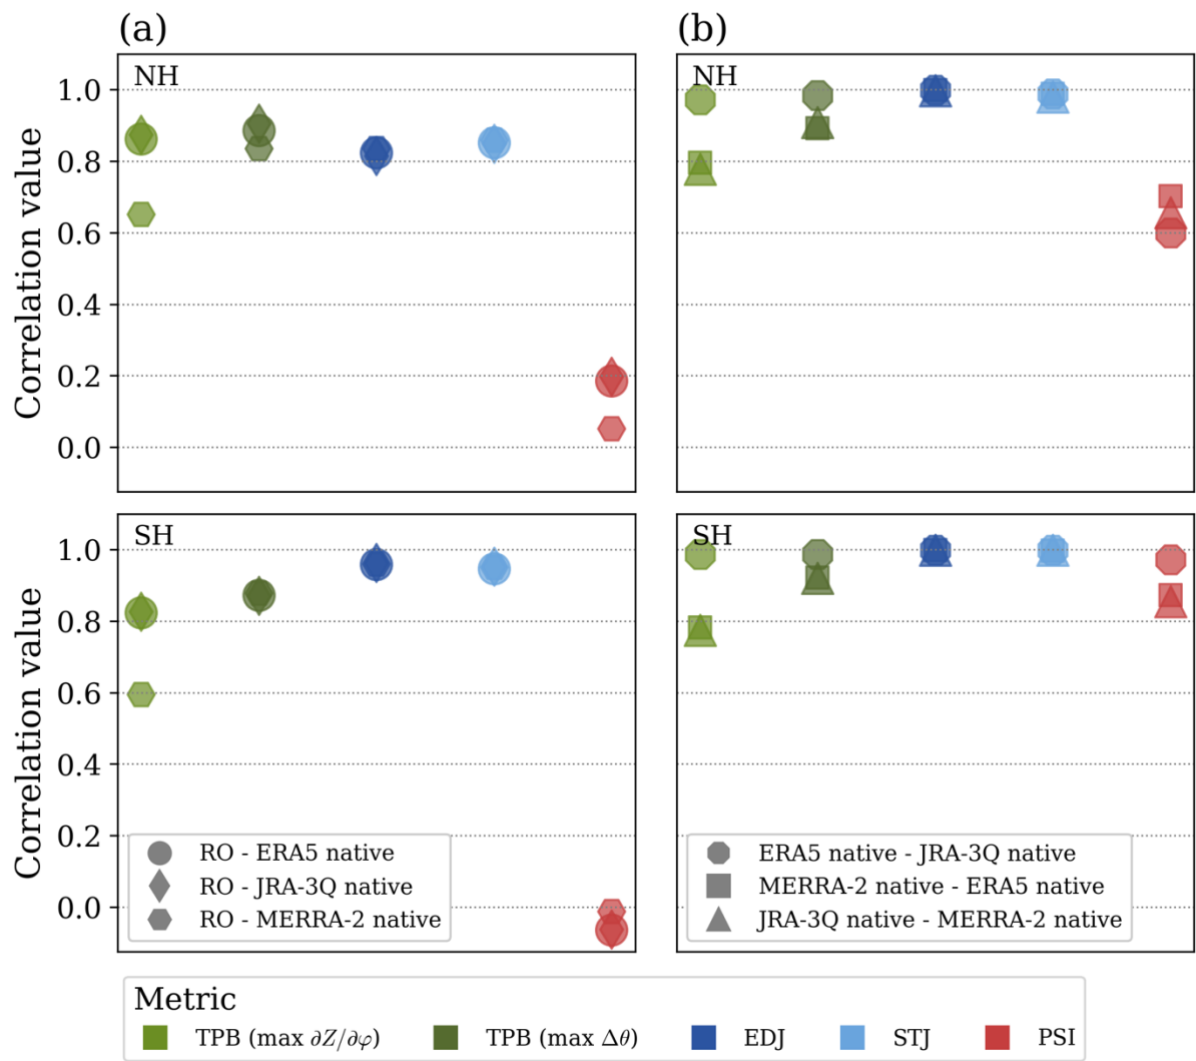 (a)
(b)
NH
1.0
0.8
0.6
0.4
0.2
0.0
Correlation value
NH
SH
1.0
0.8
0.6
0.4
0.2
0.0
Correlation value
RO - ERA5 native
RO - JRA-3Q native
RO - MERRA-2 native
SH
ERA5 native - JRA-3Q native
MERRA-2 native - ERA5 native
JRA-3Q native - MERRA-2 native
Metric
TPB (max ∂Z/∂φ) TPB (max Δθ) EDJ STJ PSI